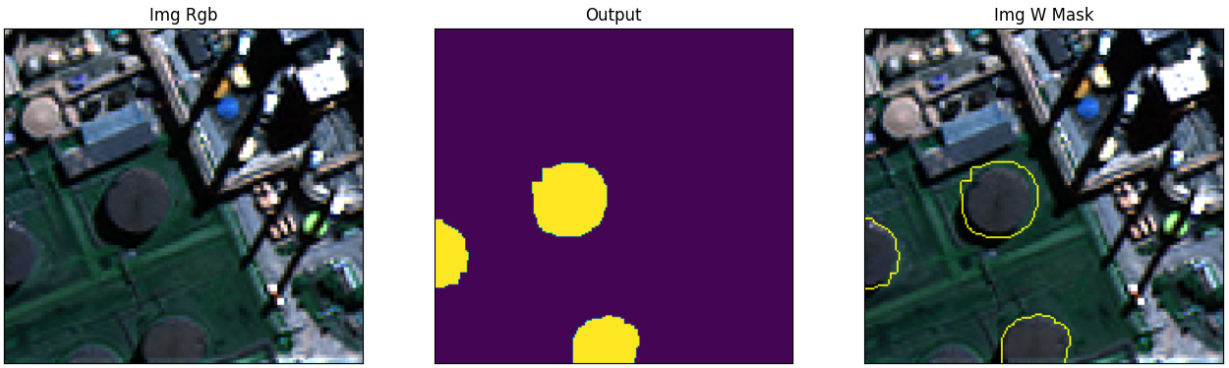 Img Rgb
Output
Img W Mask